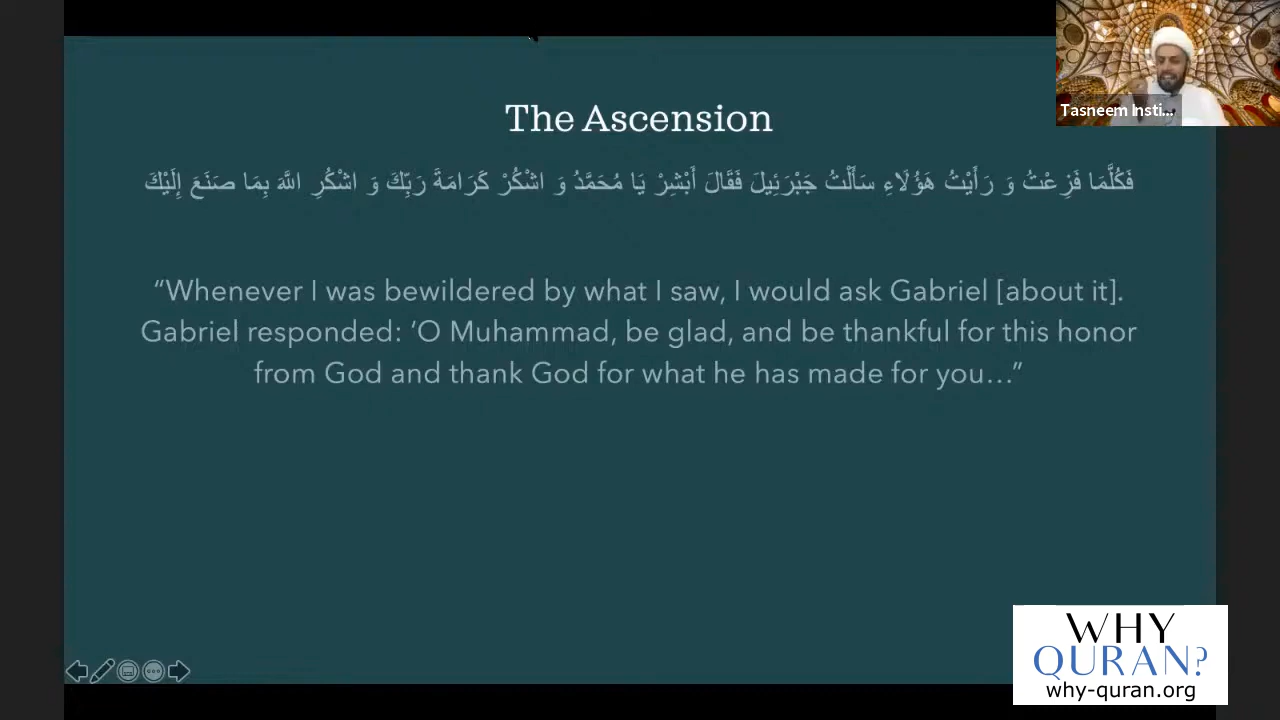 Tasneem Insti...
The Ascension
فَكُلَّمَا فَزِعْتُ وَ رَأَيْتُ هَؤُلَاءِ سَأَلْتُ جَبْرَئِيلَ فَقَالَ أَبْشِرْ يَا مُحَمَّدُ وَ اشْكُرْ كَرَامَةَ رَبِّكَ وَ اشْكُرِ اللَّهَ بِمَا صَنَعَ إِلَيْكَ
“Whenever I was bewildered by what I saw, I would ask Gabriel [about it].
Gabriel responded: ‘O Muhammad, be glad, and be thankful for this honor
from God and thank God for what he has made for you...”
WHY
QURAN?
why-quran.org